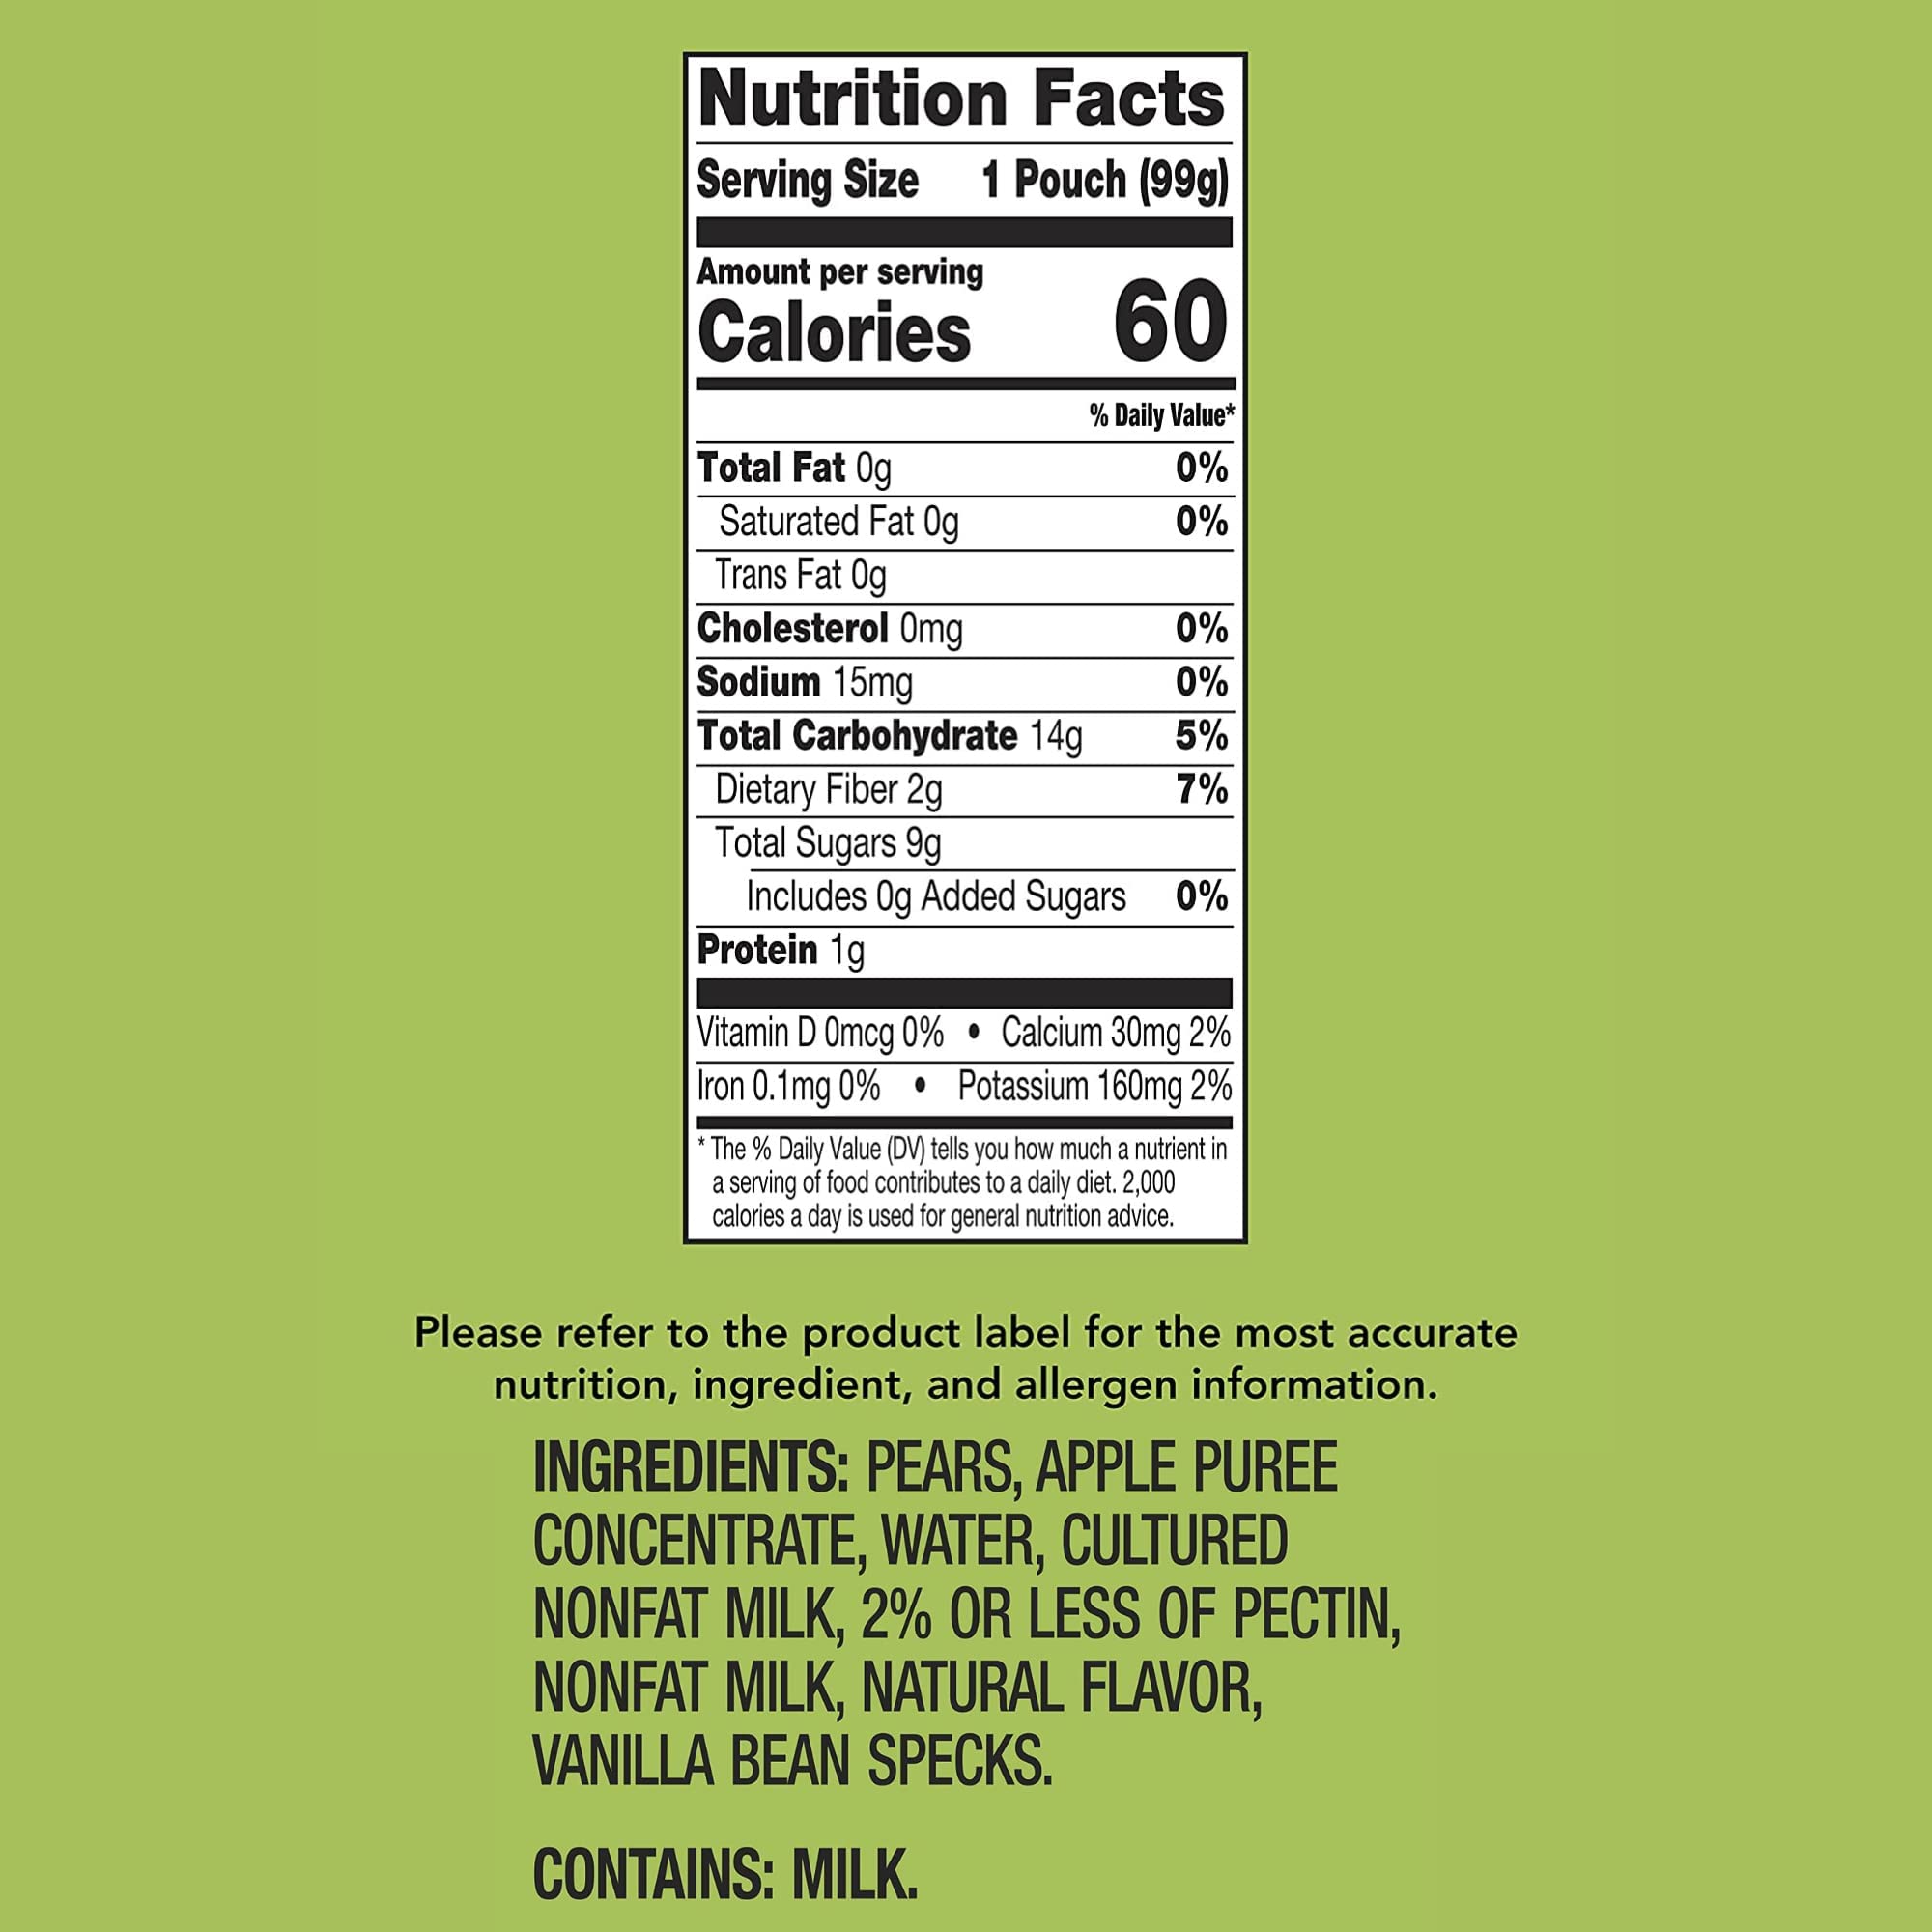 Nutrition Facts
Serving Size 1 Pouch (99g)
Amount per serving
Calories 60
% Daily Value*
Total Fat 0g 0%
Saturated Fat 0g 0%
Trans Fat 0g
Cholesterol 0mg 0%
Sodium 15mg 0%
Total Carbohydrate 14g 5%
Dietary Fiber 2g 7%
Total Sugars 9g
Includes 0g Added Sugars 0%
Protein 1g
Vitamin D 0mcg 0% • Calcium 30mg 2%
Iron 0.1mg 0% • Potassium 160mg 2%
* The % Daily Value (DV) tells you how much a nutrient in
a serving of food contributes to a daily diet. 2,000
calories a day is used for general nutrition advice.
Please refer to the product label for the most accurate
nutrition, ingredient, and allergen information.
INGREDIENTS: PEARS, APPLE PUREE
CONCENTRATE, WATER, CULTURED
NONFAT MILK, 2% OR LESS OF PECTIN,
NONFAT MILK, NATURAL FLAVOR,
VANILLA BEAN SPECKS.
CONTAINS: MILK.